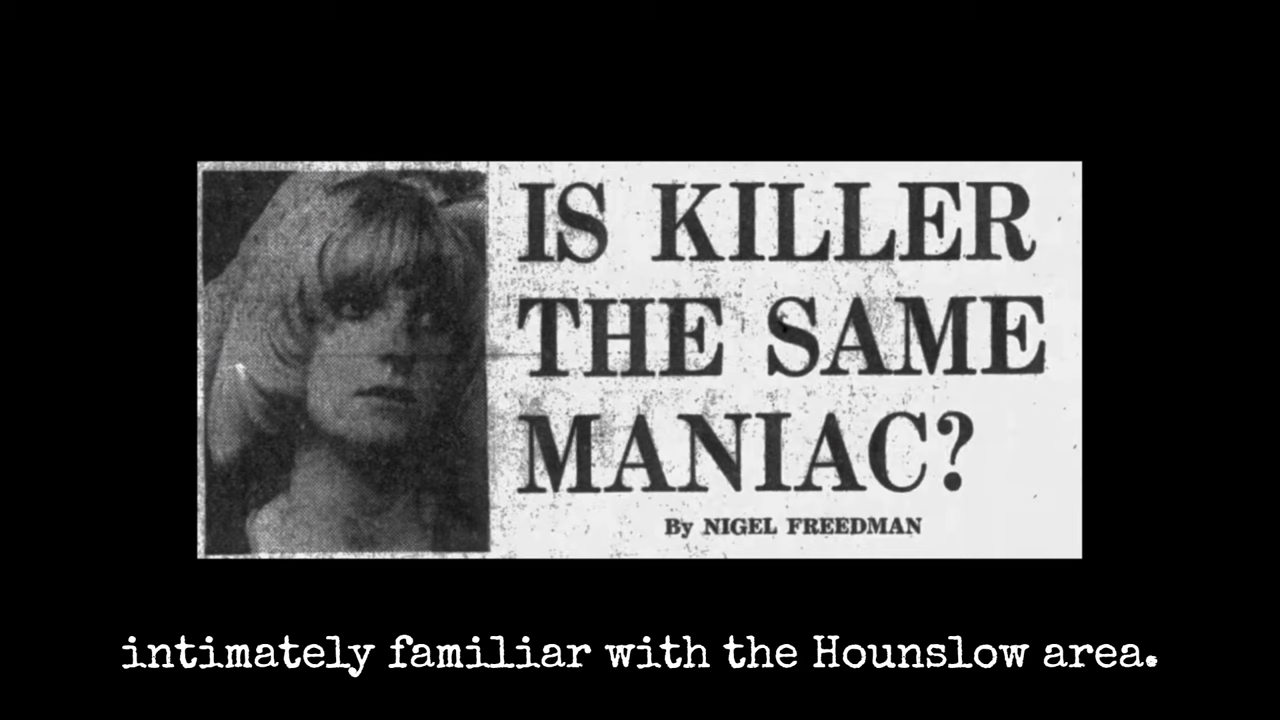 IS KILLER
THE SAME
MANIAC?
By NIGEL FREEDMAN
intimately familiar with the Hounslow area.